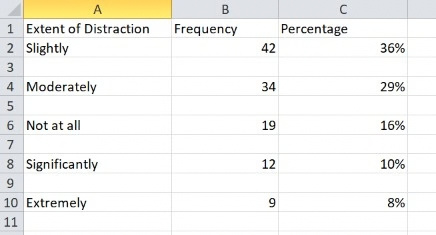 A B C
1 Extent of Distraction Frequency Percentage
2 Slightly 42 36%
3
4 Moderately 34 29%
5
6 Not at all 19 16%
7
8 Significantly 12 10%
9
10 Extremely 9 8%
11